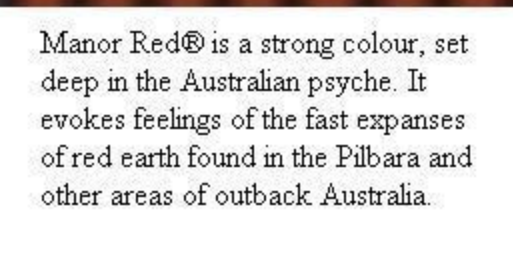 Manor Red® is a strong colour, set
deep in the Australian psyche. It
evokes feelings of the fast expanses
of red earth found in the Pilbara and
other areas of outback Australia.